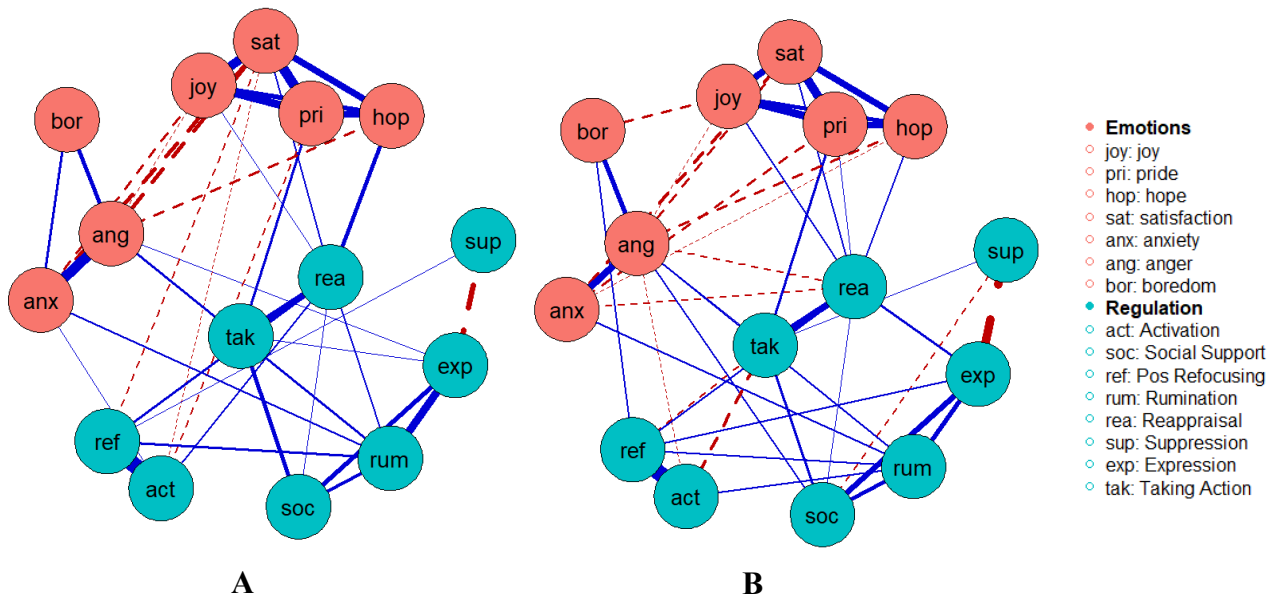 sat
joy
pri
hop
bor
ang
anx
sup
rea
tak
exp
ref
act
rum
soc
A
sat
joy
pri
hop
bor
ang
anx
sup
rea
tak
exp
ref
act
rum
soc
B
Emotions
joy: joy
pri: pride
hop: hope
sat: satisfaction
anx: anxiety
ang: anger
bor: boredom
Regulation
act: Activation
soc: Social Support
ref: Pos Refocusing
rum: Rumination
rea: Reappraisal
sup: Suppression
exp: Expression
tak: Taking Action